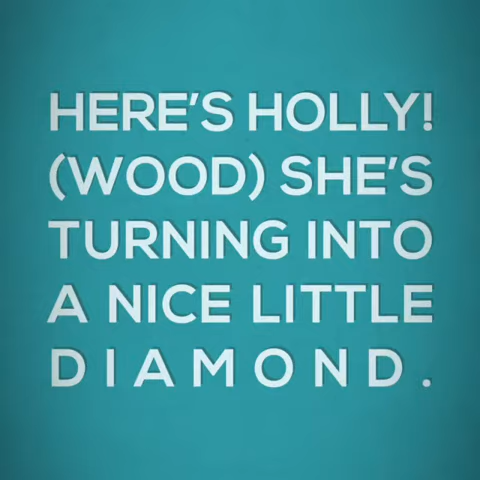 HERE'S HOLLY!
(WOOD) SHE'S
TURNING INTO
A NICE LITTLE
DIAMOND.